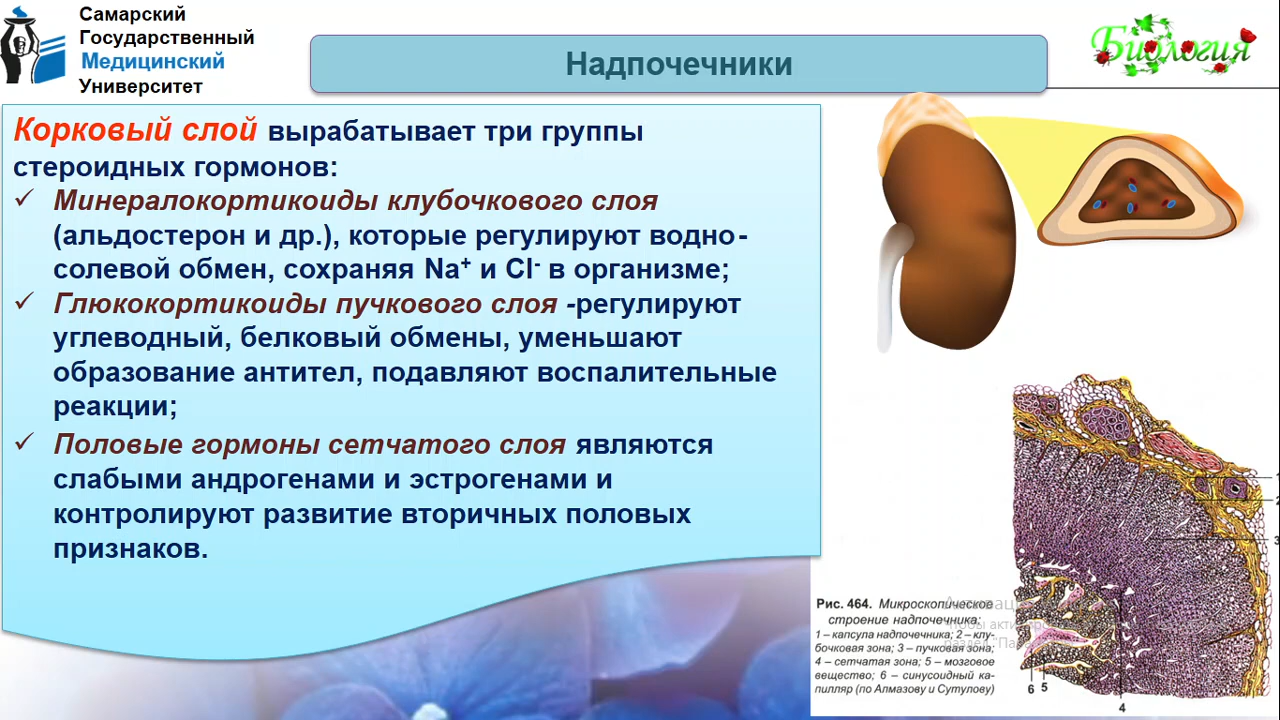 Самарский
Государственный
Медицинский
Университет
Надпочечники
Биология
Корковый слой вырабатывает три группы
стероидных гормонов:
✓ Минералокортикоиды клубочкового слоя
(альдостерон и др.), которые регулируют водно-
солевой обмен, сохраняя Na⁺ и Cl⁻ в организме;
✓ Глюкокортикоиды пучкового слоя -регулируют
углеводный, белковый обмены, уменьшают
образование антител, подавляют воспалительные
реакции;
✓ Половые гормоны сетчатого слоя являются
слабыми андрогенами и эстрогенами и
контролируют развитие вторичных половых
признаков.
Рис. 464. Микроскопическое
строение надпочечника:
1 – капсула надпочечника; 2 – клу-
бочковая зона; 3 – пучковая зона;
4 – сетчатая зона; 5 – мозговое
вещество; 6 – синусоидный ка-
пилляр (по Алмазову и Сутулову)
2
3
6 5
4